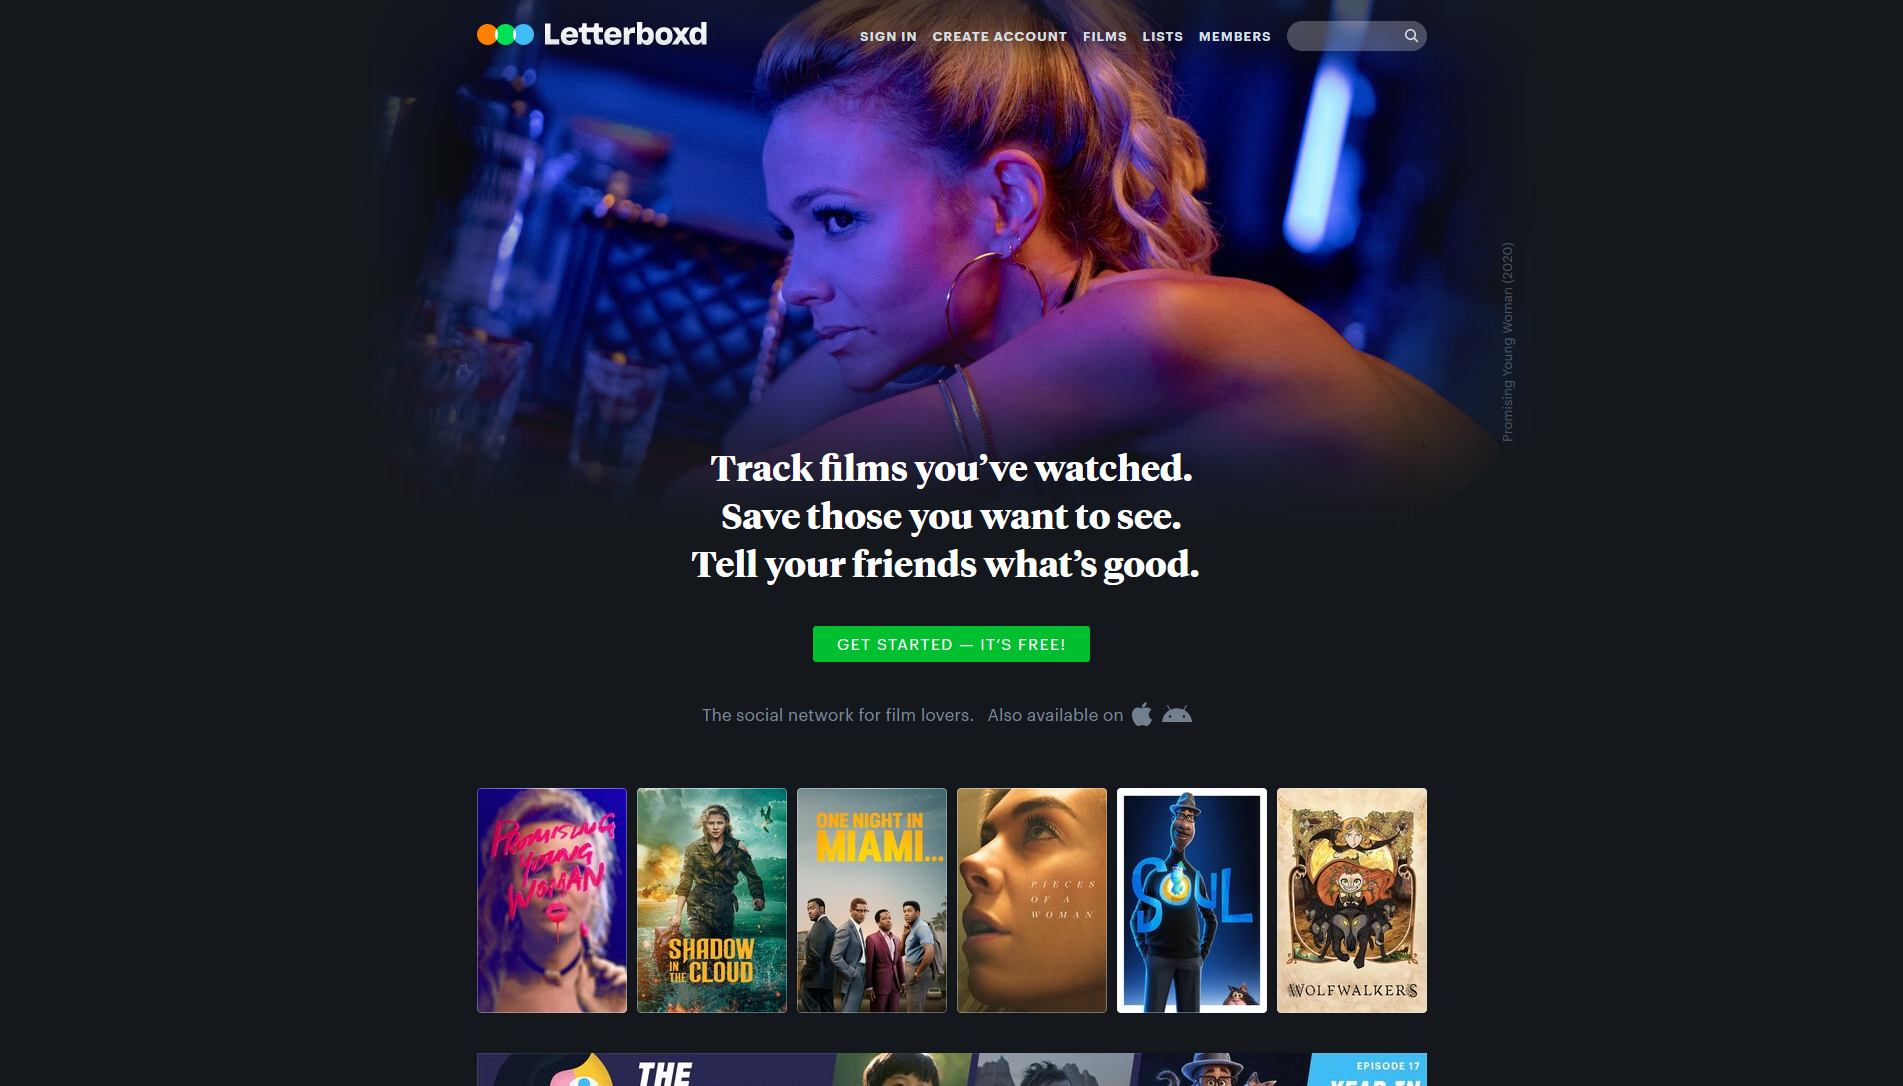 Letterboxd
SIGN IN CREATE ACCOUNT FILMS LISTS MEMBERS
Promising Young Woman (2020)
Track films you’ve watched.
Save those you want to see.
Tell your friends what’s good.
GET STARTED — IT’S FREE!
The social network for film lovers. Also available on
PROMISING
YOUNG
WOMAN
SHADOW
IN THE CLOUD
ONE NIGHT IN
MIAMI...
PIECES
OF A
WOMAN
SOUL
WOLFWALKERS
THE
EPISODE 17
YEAR IN